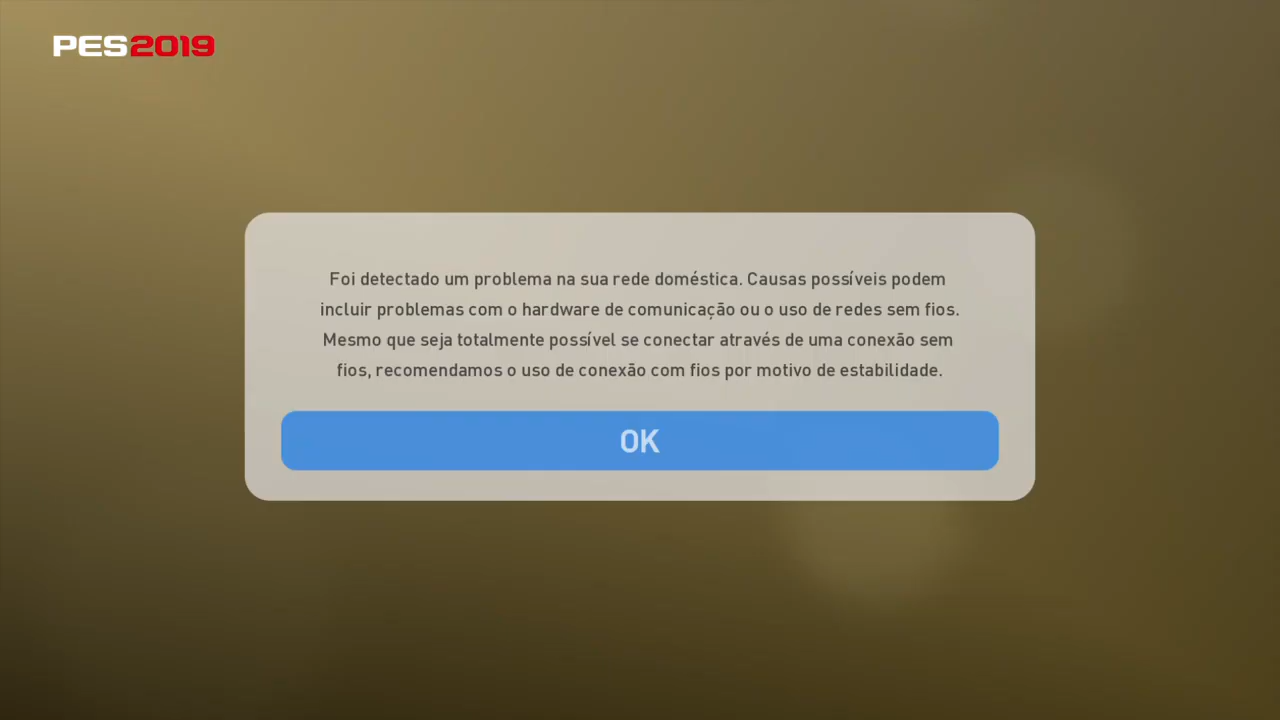 PES2019
Foi detectado um problema na sua rede doméstica. Causas possíveis podem
incluir problemas com o hardware de comunicação ou o uso de redes sem fios.
Mesmo que seja totalmente possível se conectar através de uma conexão sem
fios, recomendamos o uso de conexão com fios por motivo de estabilidade.
OK